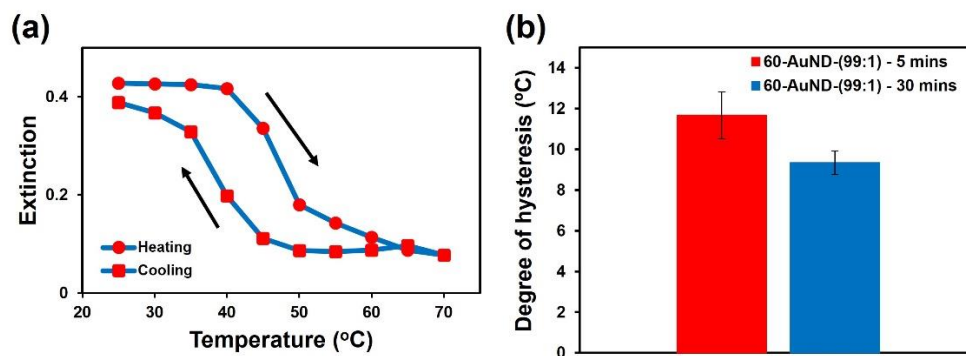 (a)
Extinction
0.4
0.2
0
Heating
Cooling
20
30
40
50
60
70
Temperature (ᵒC)
(b)
Degree of hysteresis (ᵒC)
14
12
10
8
6
4
2
0
60-AuND-(99:1) - 5 mins
60-AuND-(99:1) - 30 mins